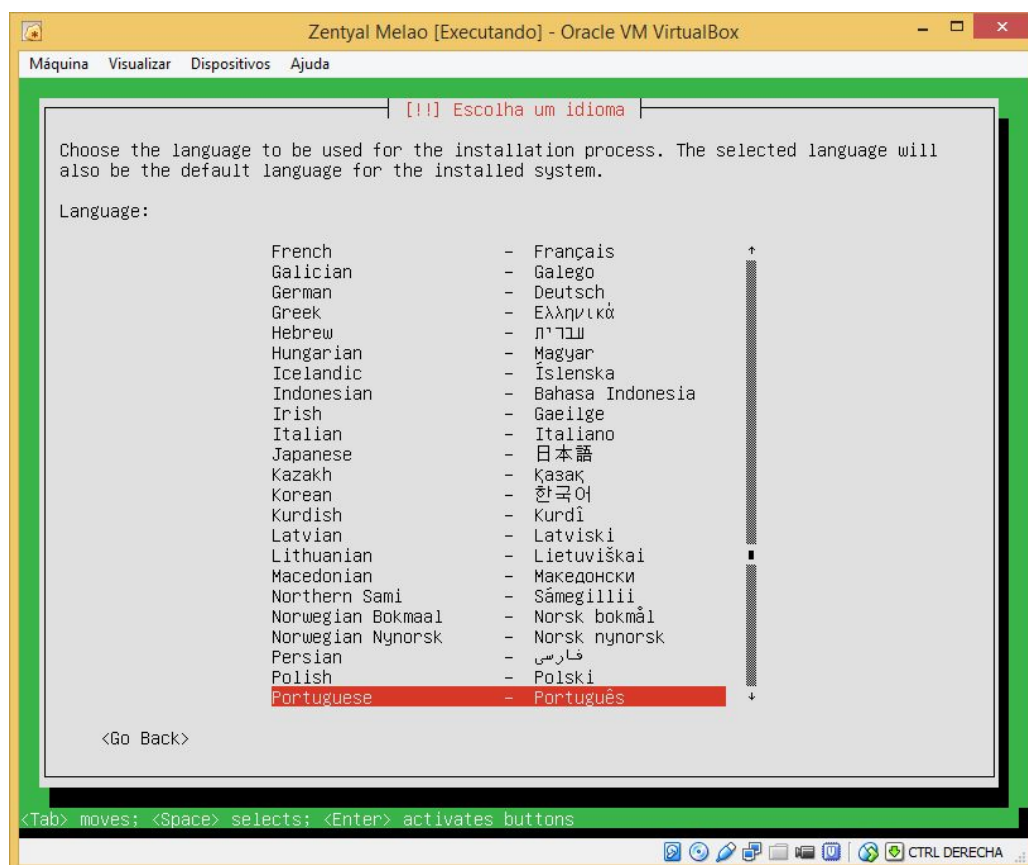 Zentyal Melao [Executando] - Oracle VM VirtualBox
Máquina Visualizar Dispositivos Ajuda
[!!] Escolha um idioma
Choose the language to be used for the installation process. The selected language will
also be the default language for the installed system.
Language:
French - Français
Galician - Galego
German - Deutsch
Greek - Ελληνικά
Hebrew - עברית
Hungarian - Magyar
Icelandic - Íslenska
Indonesian - Bahasa Indonesia
Irish - Gaeilge
Italian - Italiano
Japanese - 日本語
Kazakh - Қазақ
Korean - 한국어
Kurdish - Kurdî
Latvian - Latviski
Lithuanian - Lietuviškai
Macedonian - Македонски
Northern Sami - Sámegillii
Norwegian Bokmaal - Norsk bokmål
Norwegian Nynorsk - Norsk nynorsk
Persian - فارسی
Polish - Polski
Portuguese - Português
<Go Back>
<Tab> moves; <Space> selects; <Enter> activates buttons
CTRL DERECHA